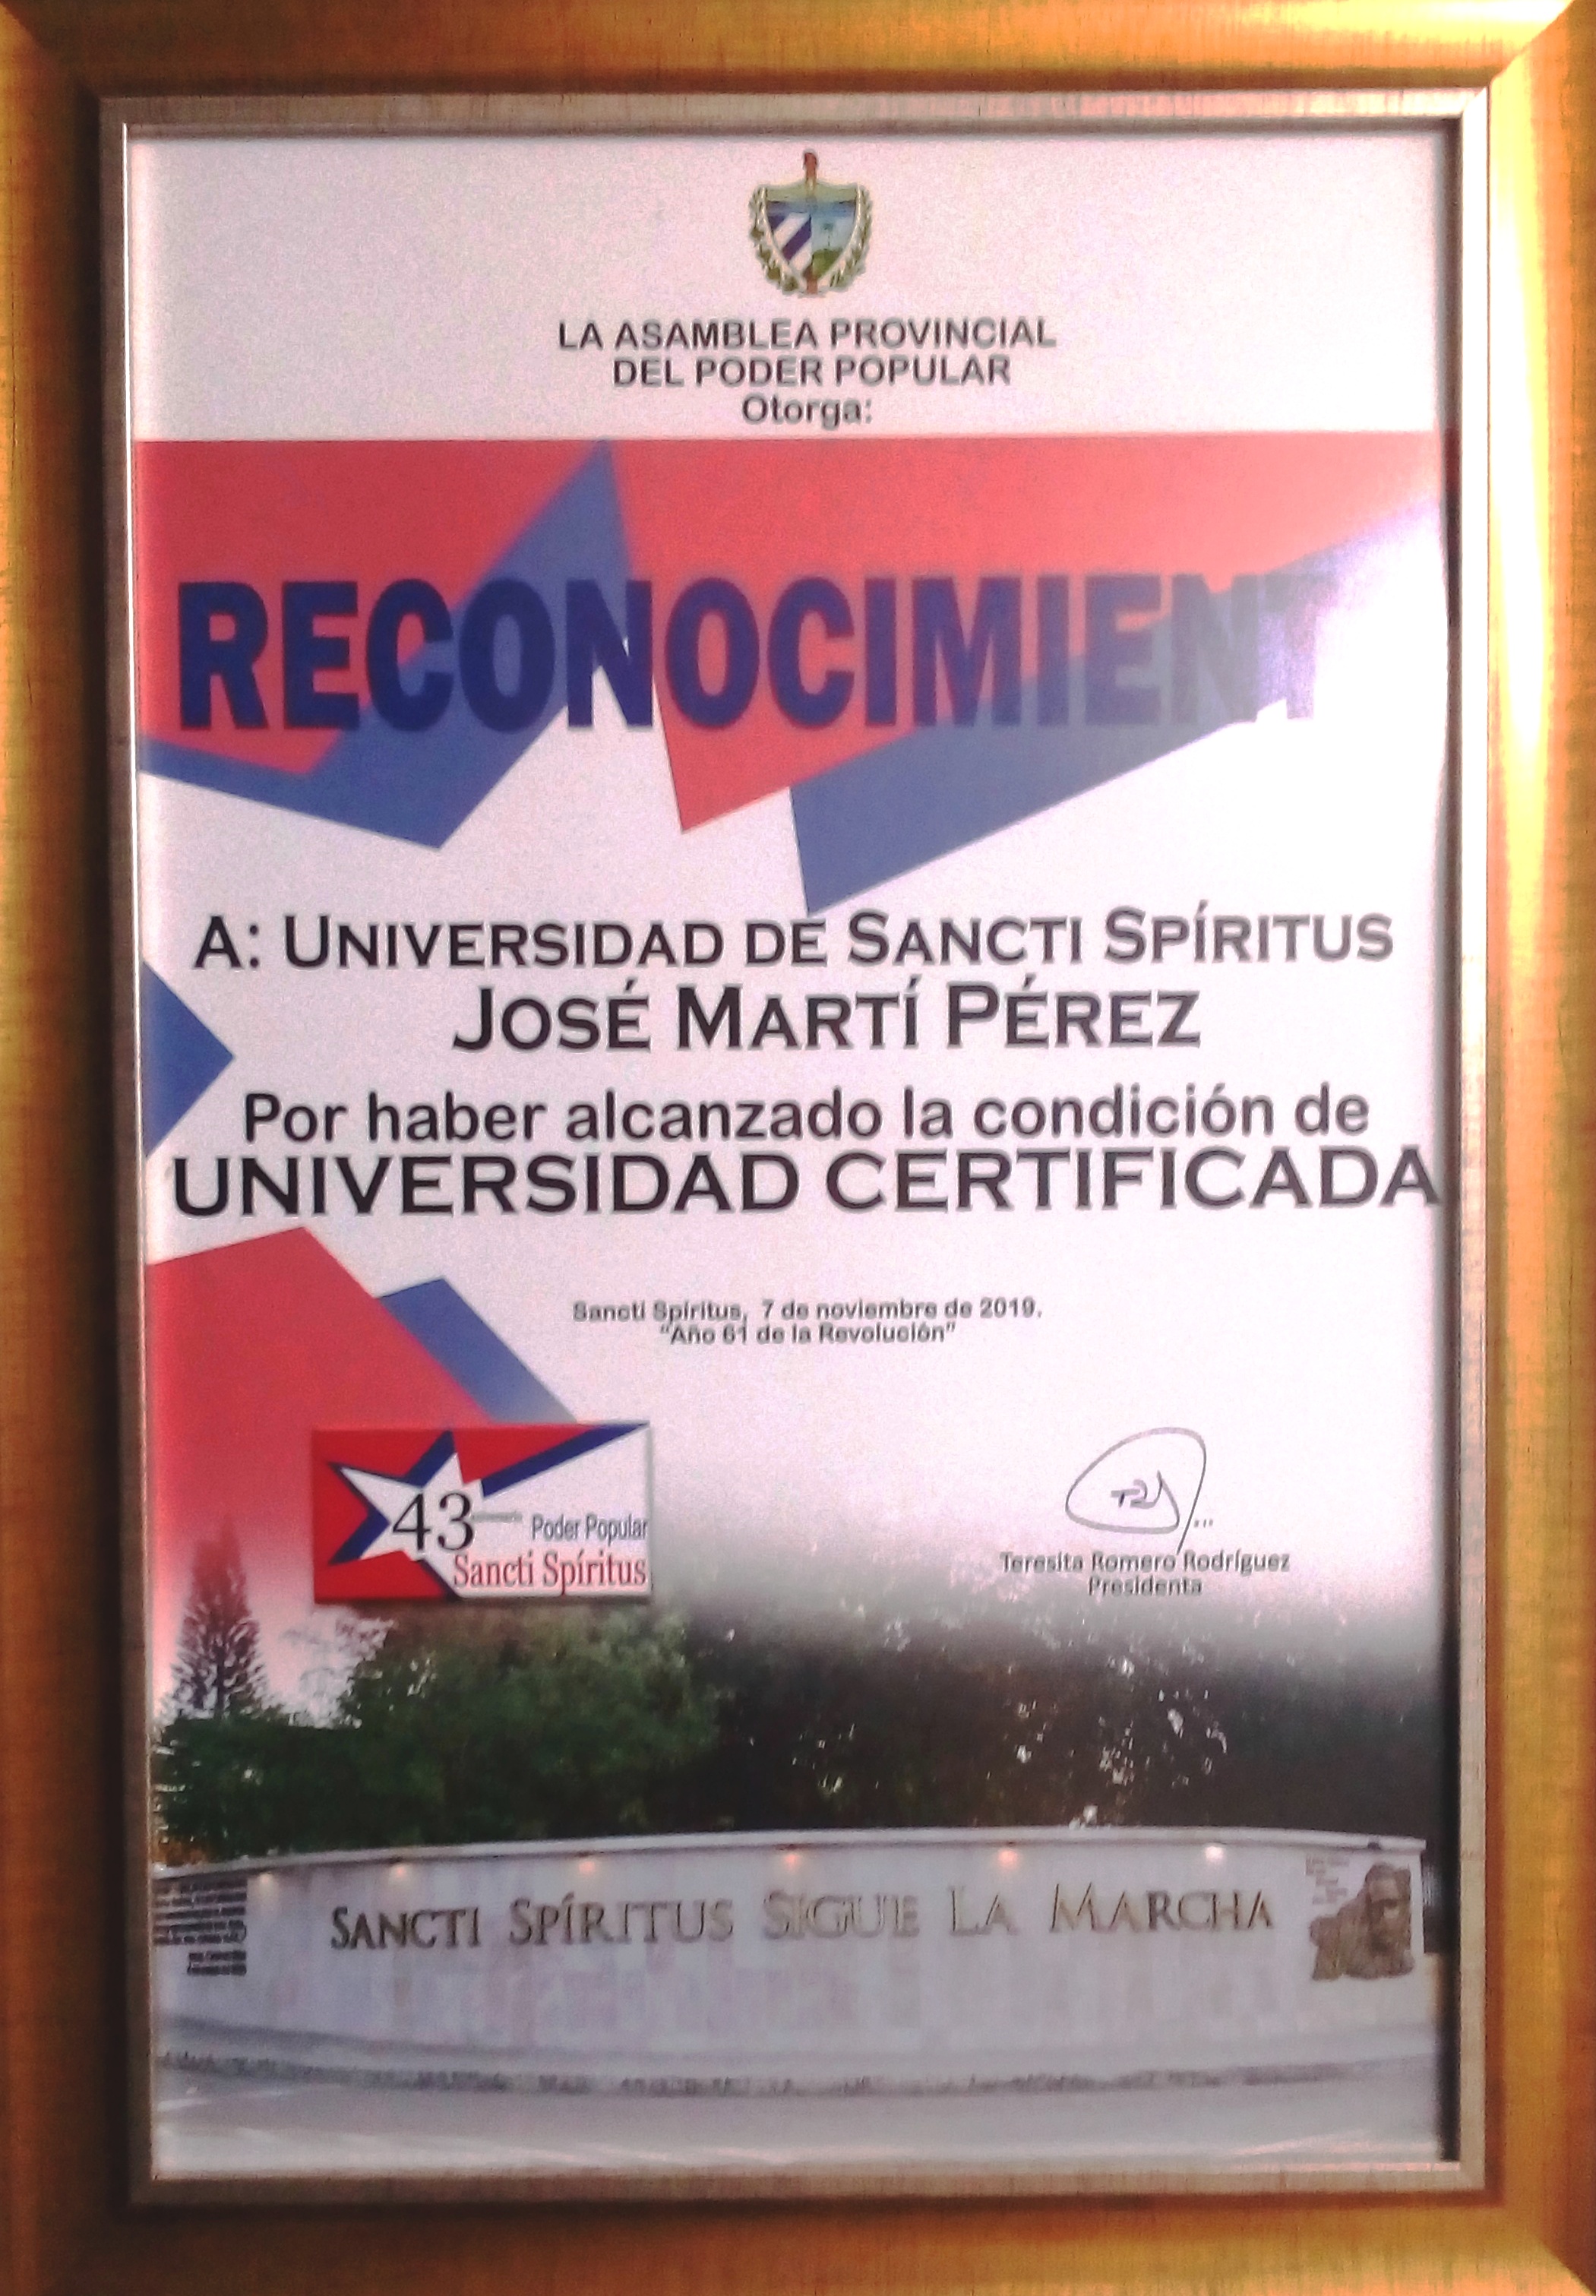 LA ASAMBLEA PROVINCIAL
DEL PODER POPULAR
Otorga:
RECONOCIMIENT
A: UNIVERSIDAD DE SANCTI SPÍRITUS
JOSÉ MARTÍ PÉREZ
Por haber alcanzado la condición de
UNIVERSIDAD CERTIFICADA
Sancti Spíritus, 7 de noviembre de 2019.
"Año 61 de la Revolución"
43
Poder Popular
Sancti Spíritus
Teresita Romero Rodríguez
Presidenta
SANCTI SPÍRITUS SIGUE LA MARCHA